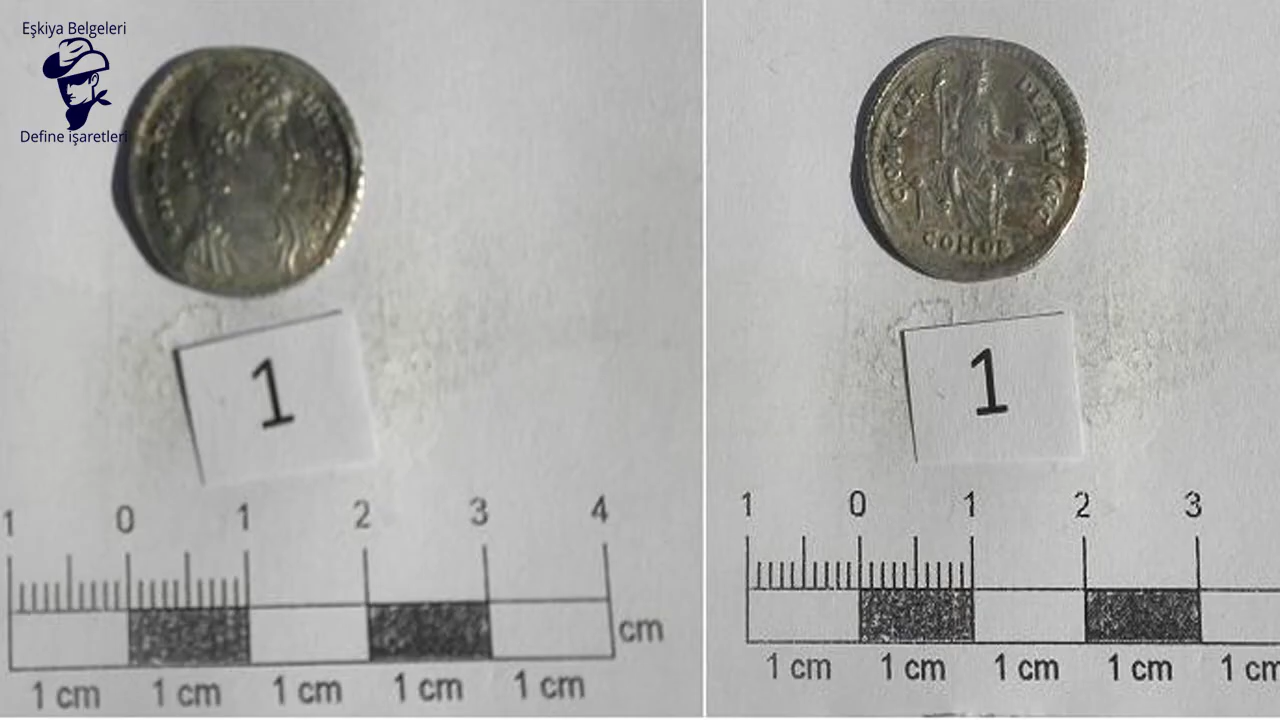 Eşkiya Belgeleri
Define işaretleri
1
1 0 1 2 3 4
cm
1 cm 1 cm 1 cm 1 cm 1 cm
COHOB
1
1 0 1 2 3
1 cm 1 cm 1 cm 1 cm 1 cm